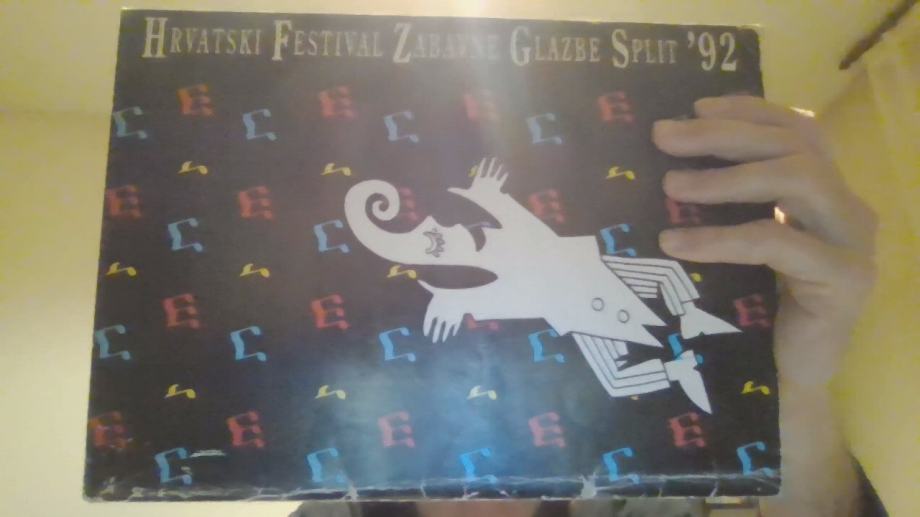 HRVATSKI FESTIVAL ZABAVNE GLAZBE SPLIT '92